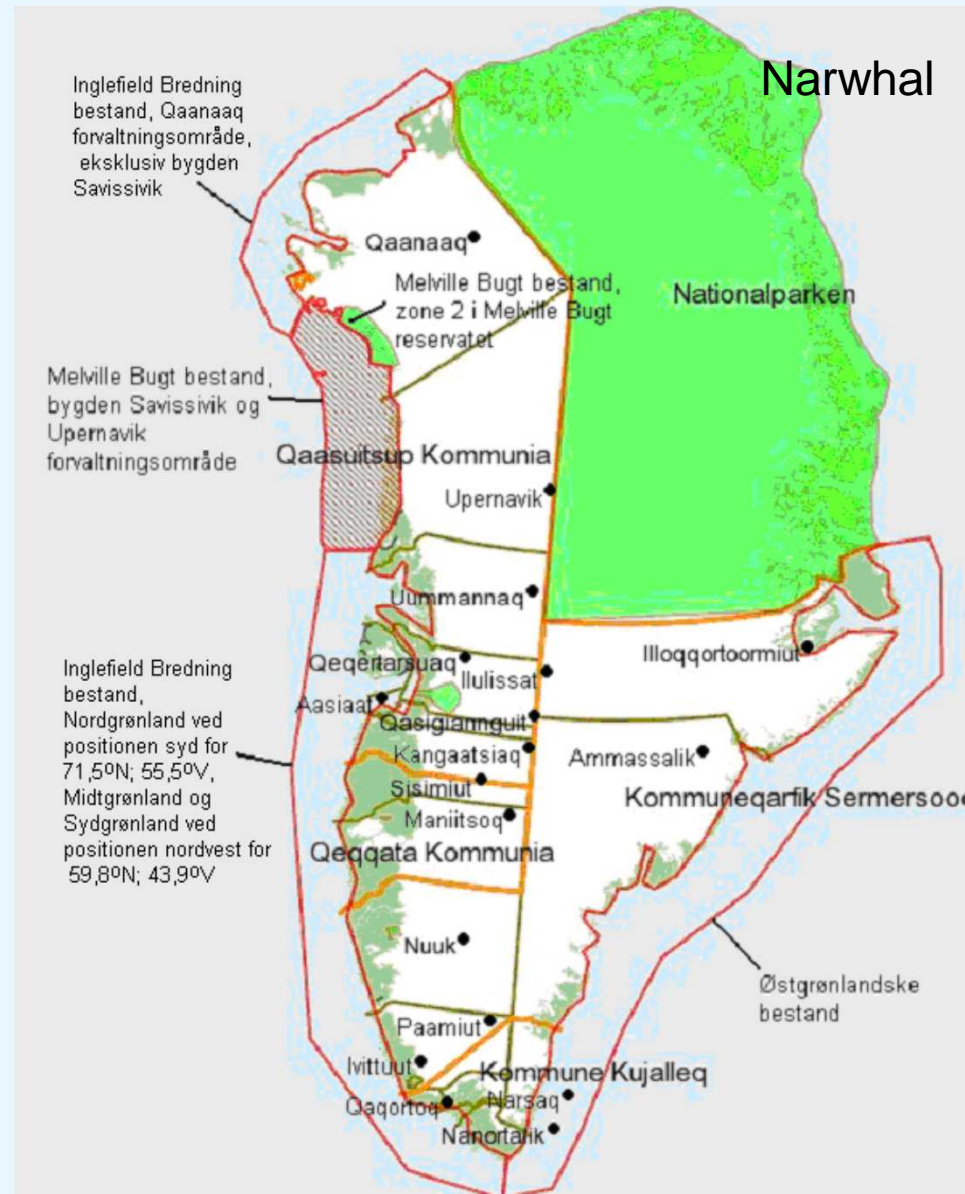 Narwhal
Inglefield Bredning
bestand, Qaanaaq
forvaltningsområde,
eksklusiv bygden
Savissivik
Qaanaaq
Melville Bugt bestand,
zone 2 i Melville Bugt
reservatet
Nationalparken
Melville Bugt bestand,
bygden Savissivik og
Upernavik
forvaltningsområde
Qaasuitsup Kommunia
Upernavik
Uummannaq
Illoqqortoormiut
Qeqertarsuaq
Ilulissat
Inglefield Bredning
bestand,
Nordgrønland ved
positionen syd for
71,5ºN; 55,5ºV,
Midtgrønland og
Sydgrønland ved
positionen nordvest for
59,8ºN; 43,9ºV
Aasiaat
Qasigiannguit
Kangaatsiaq
Ammassalik
Sisimiut
Kommuneqarfik Sermersooq
Maniitsoq
Qeqqata Kommunia
Nuuk
Østgrønlandske
bestand
Paamiut
Ivittuut
Kommune Kujalleq
Narsaq
Qaqortoq
Nanortalik